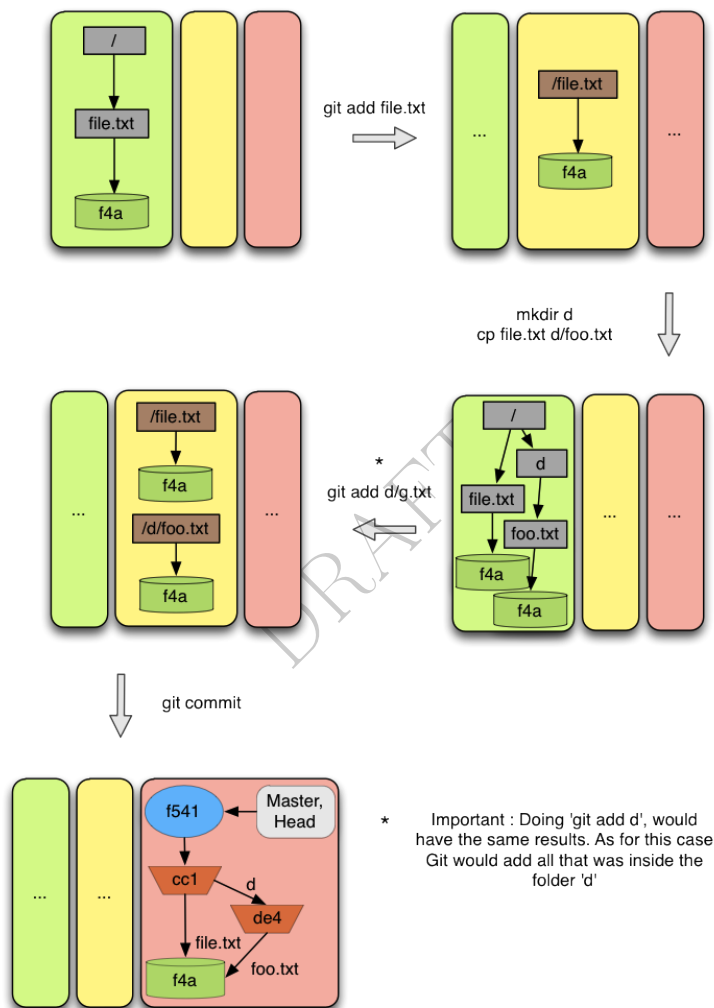 /
file.txt
f4a
git add file.txt
...
/file.txt
f4a
...
mkdir d
cp file.txt d/foo.txt
/
d
file.txt
foo.txt
f4a
f4a
...
...
*
git add d/g.txt
...
/file.txt
f4a
/d/foo.txt
f4a
...
DRAFT
git commit
...
...
f541
Master,
Head
cc1
d
de4
file.txt
foo.txt
f4a
*
Important : Doing 'git add d', would
have the same results. As for this case
Git would add all that was inside the
folder 'd'